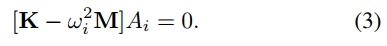 [K − ω_i^2 M]A_i = 0. (3)